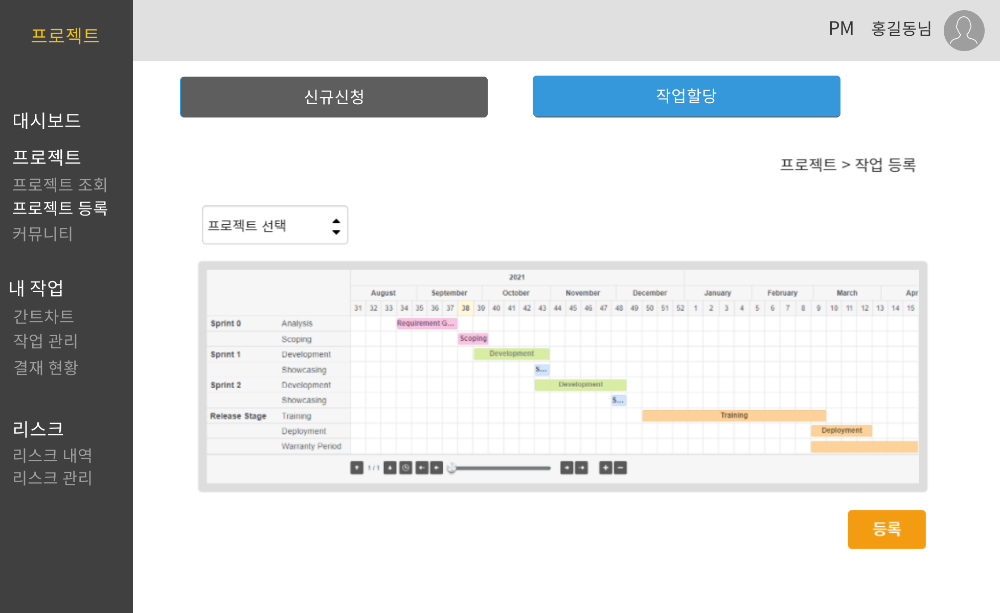 프로젝트
PM 홍길동님
신규신청
작업할당
대시보드
프로젝트
프로젝트 조회
프로젝트 등록
커뮤니티
내 작업
간트차트
작업 관리
결재 현황
리스크
리스크 내역
리스크 관리
프로젝트 > 작업 등록
프로젝트 선택
2021
August September October November December January February March Apr
31 32 33 34 35 36 37 38 39 40 41 42 43 44 45 46 47 48 49 50 51 52 1 2 3 4 5 6 7 8 9 10 11 12 13 14 15
Sprint 0 Analysis Requirement G...
Scoping Scoping
Sprint 1 Development Development
Showcasing S...
Sprint 2 Development Development
Showcasing S...
Release Stage Training Training
Deployment Deployment
Warranty Period
1 / 1
등록